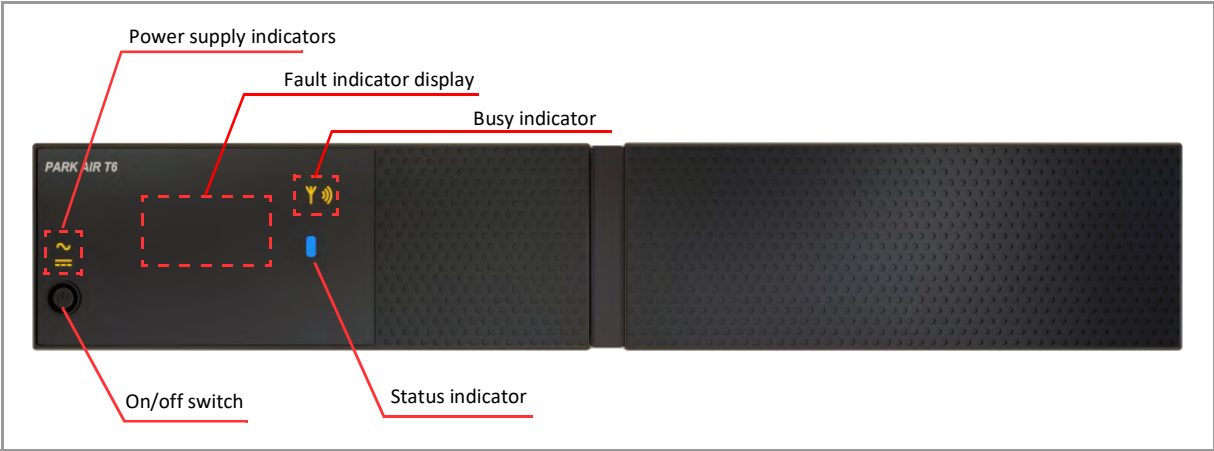 Power supply indicators
Fault indicator display
Busy indicator
PARK AIR T6
On/off switch
Status indicator